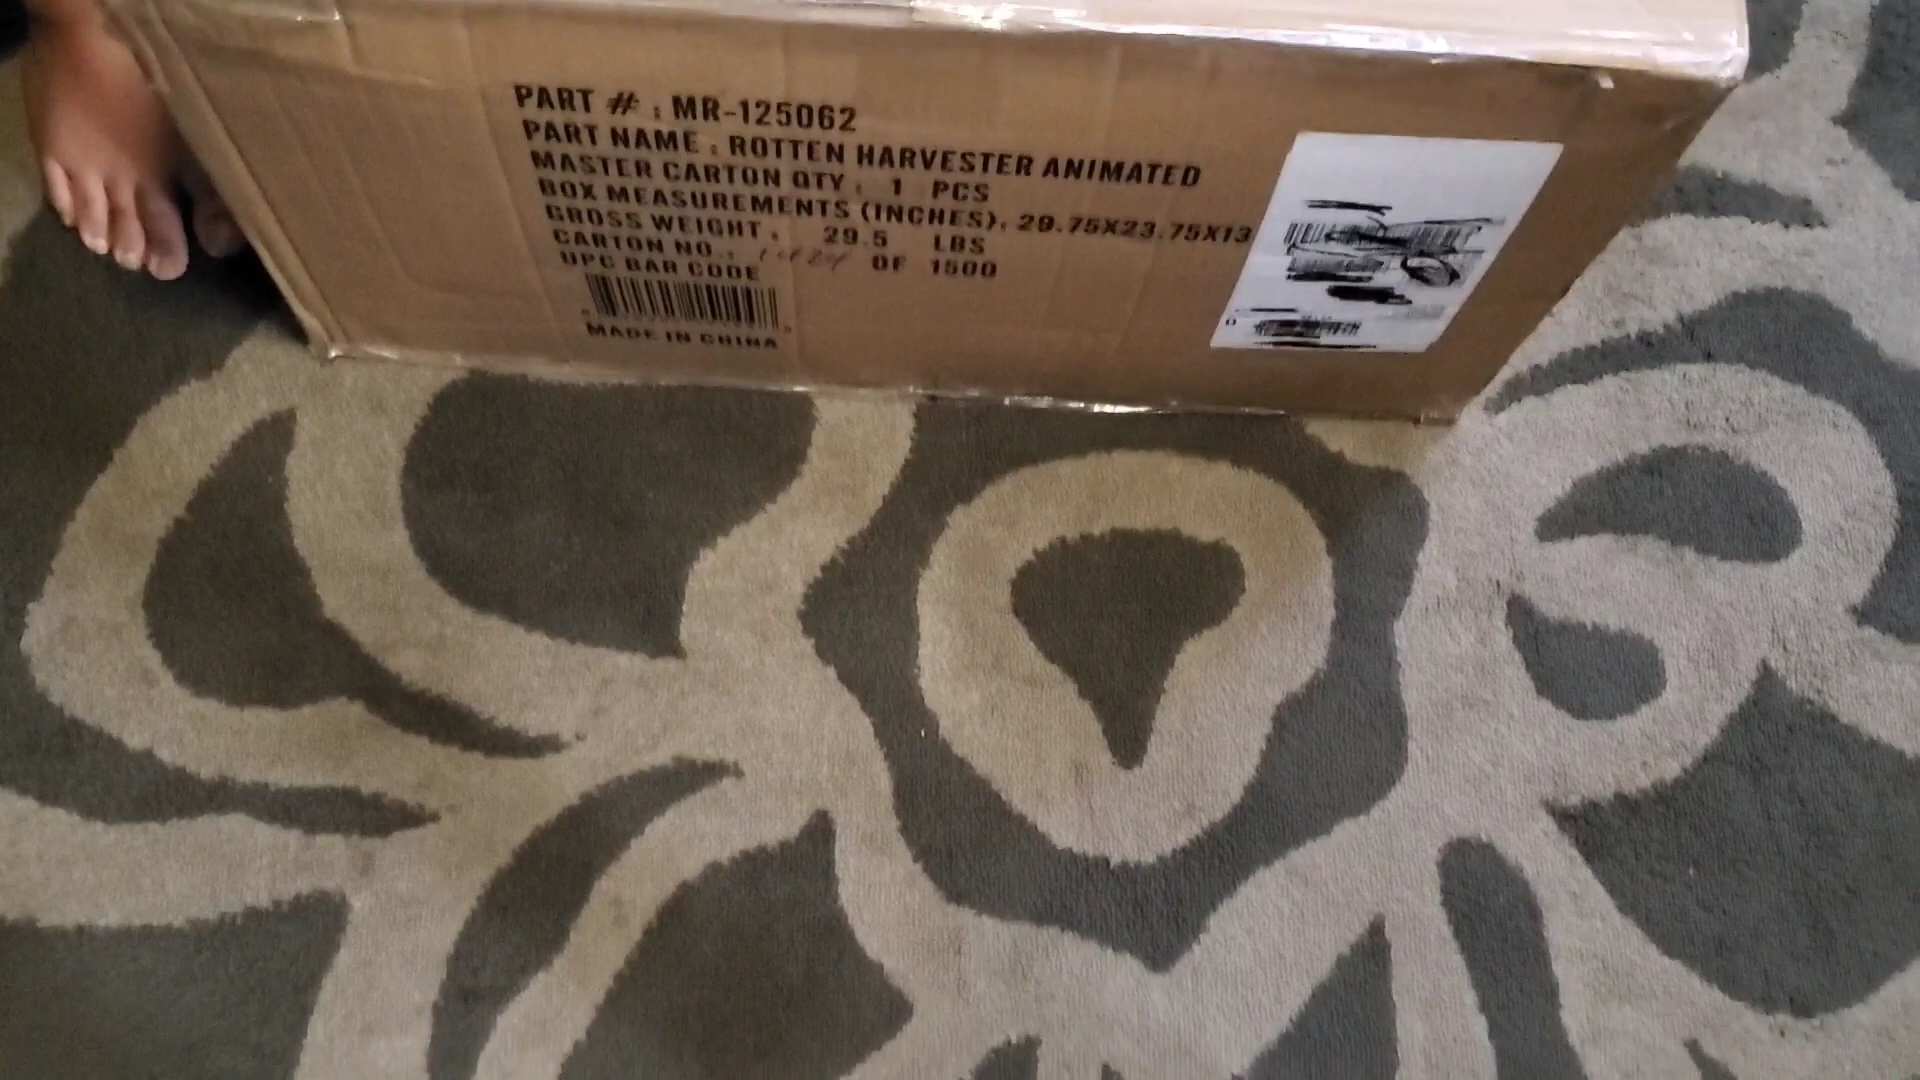 PART # : MR-125062
PART NAME : ROTTEN HARVESTER ANIMATED
MASTER CARTON QTY : 1 PCS
BOX MEASUREMENTS (INCHES): 29.75X23.75X13
GROSS WEIGHT : 29.5 LBS
CARTON NO.: OF 1500
UPC BAR CODE
MADE IN CHINA